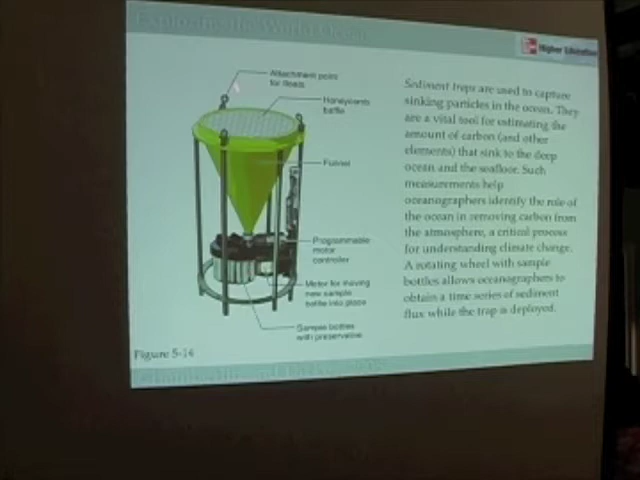 Exploring the World Ocean
Higher Education
Attachment point
for floats
Honeycomb
baffle
Funnel
Programmable
motor
controller
Motor for moving
new sample
bottle into place
Sample bottles
with preservative
Figure 5-14
Sediment traps are used to capture
sinking particles in the ocean. They
are a vital tool for estimating the
amount of carbon (and other
elements) that sink to the deep
ocean and the seafloor. Such
measurements help
oceanographers identify the role of
the ocean in removing carbon from
the atmosphere, a critical process
for understanding climate change.
A rotating wheel with sample
bottles allows oceanographers to
obtain a time series of sediment
flux while the trap is deployed.